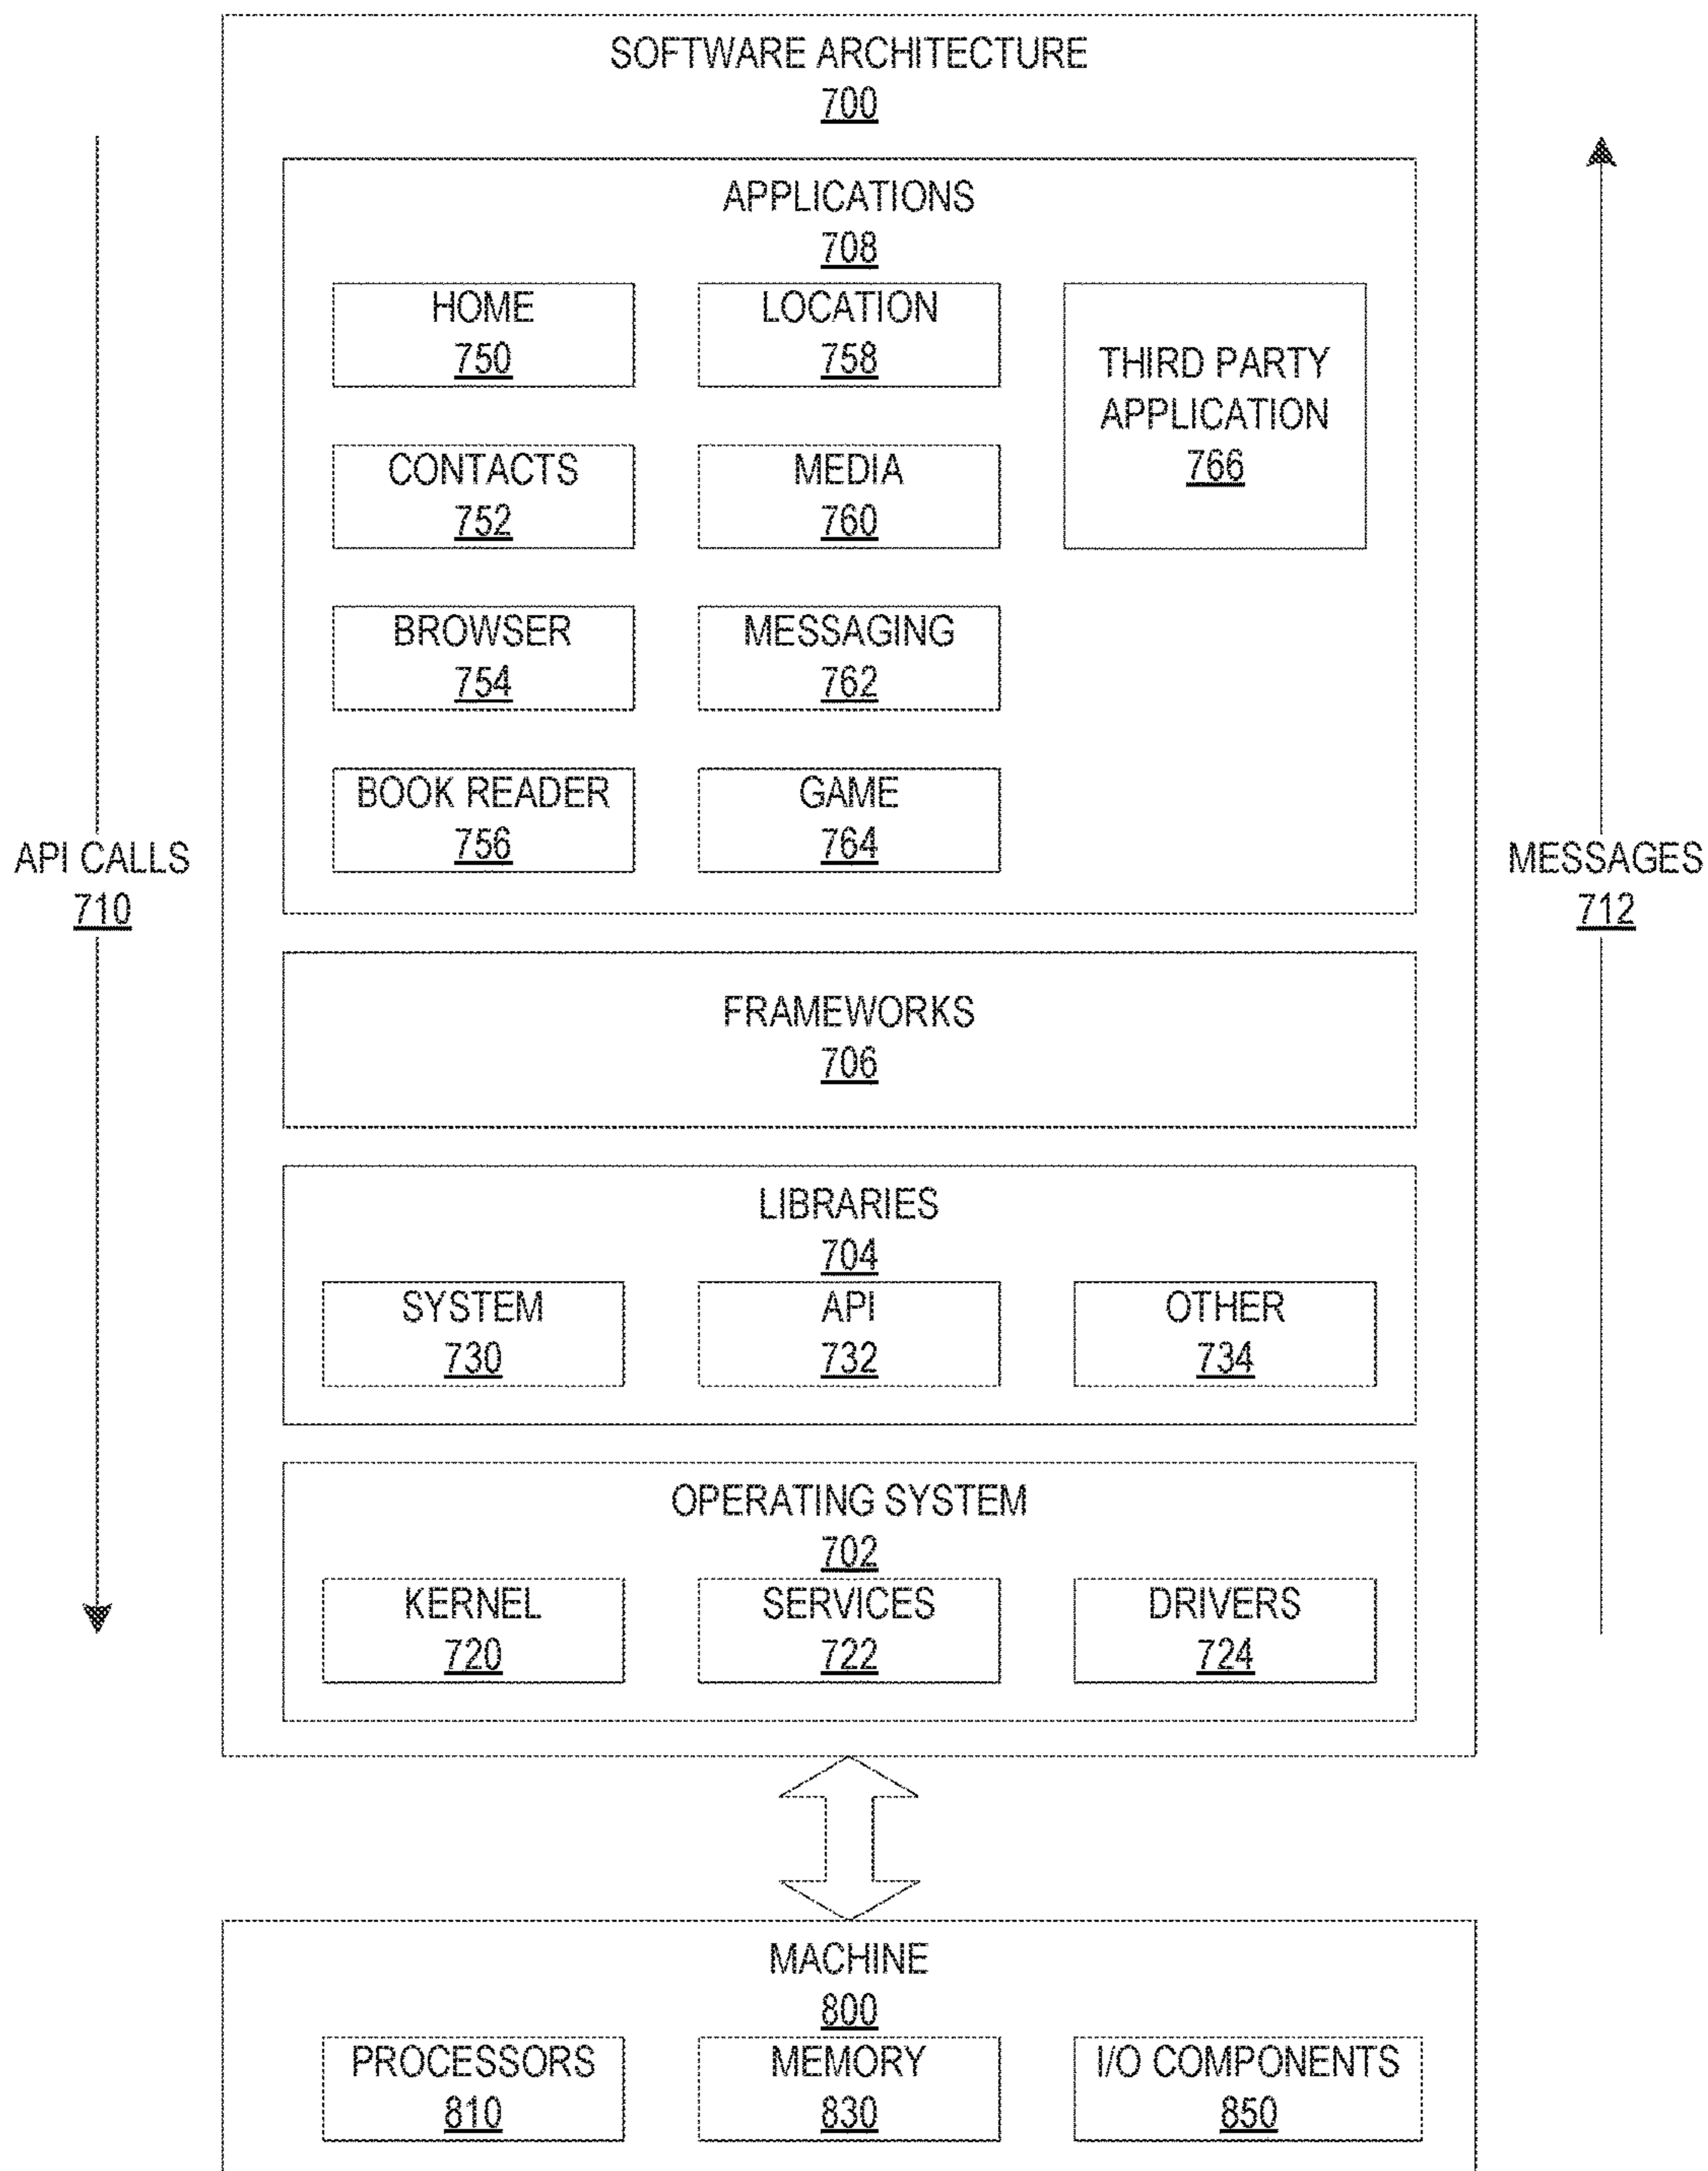 SOFTWARE ARCHITECTURE
700
APPLICATIONS
708
HOME
750
LOCATION
758
THIRD PARTY
APPLICATION
766
CONTACTS
752
MEDIA
760
BROWSER
754
MESSAGING
762
BOOK READER
756
GAME
764
API CALLS
710
MESSAGES
712
FRAMEWORKS
706
LIBRARIES
704
SYSTEM
730
API
732
OTHER
734
OPERATING SYSTEM
702
KERNEL
720
SERVICES
722
DRIVERS
724
MACHINE
800
PROCESSORS
810
MEMORY
830
I/O COMPONENTS
850